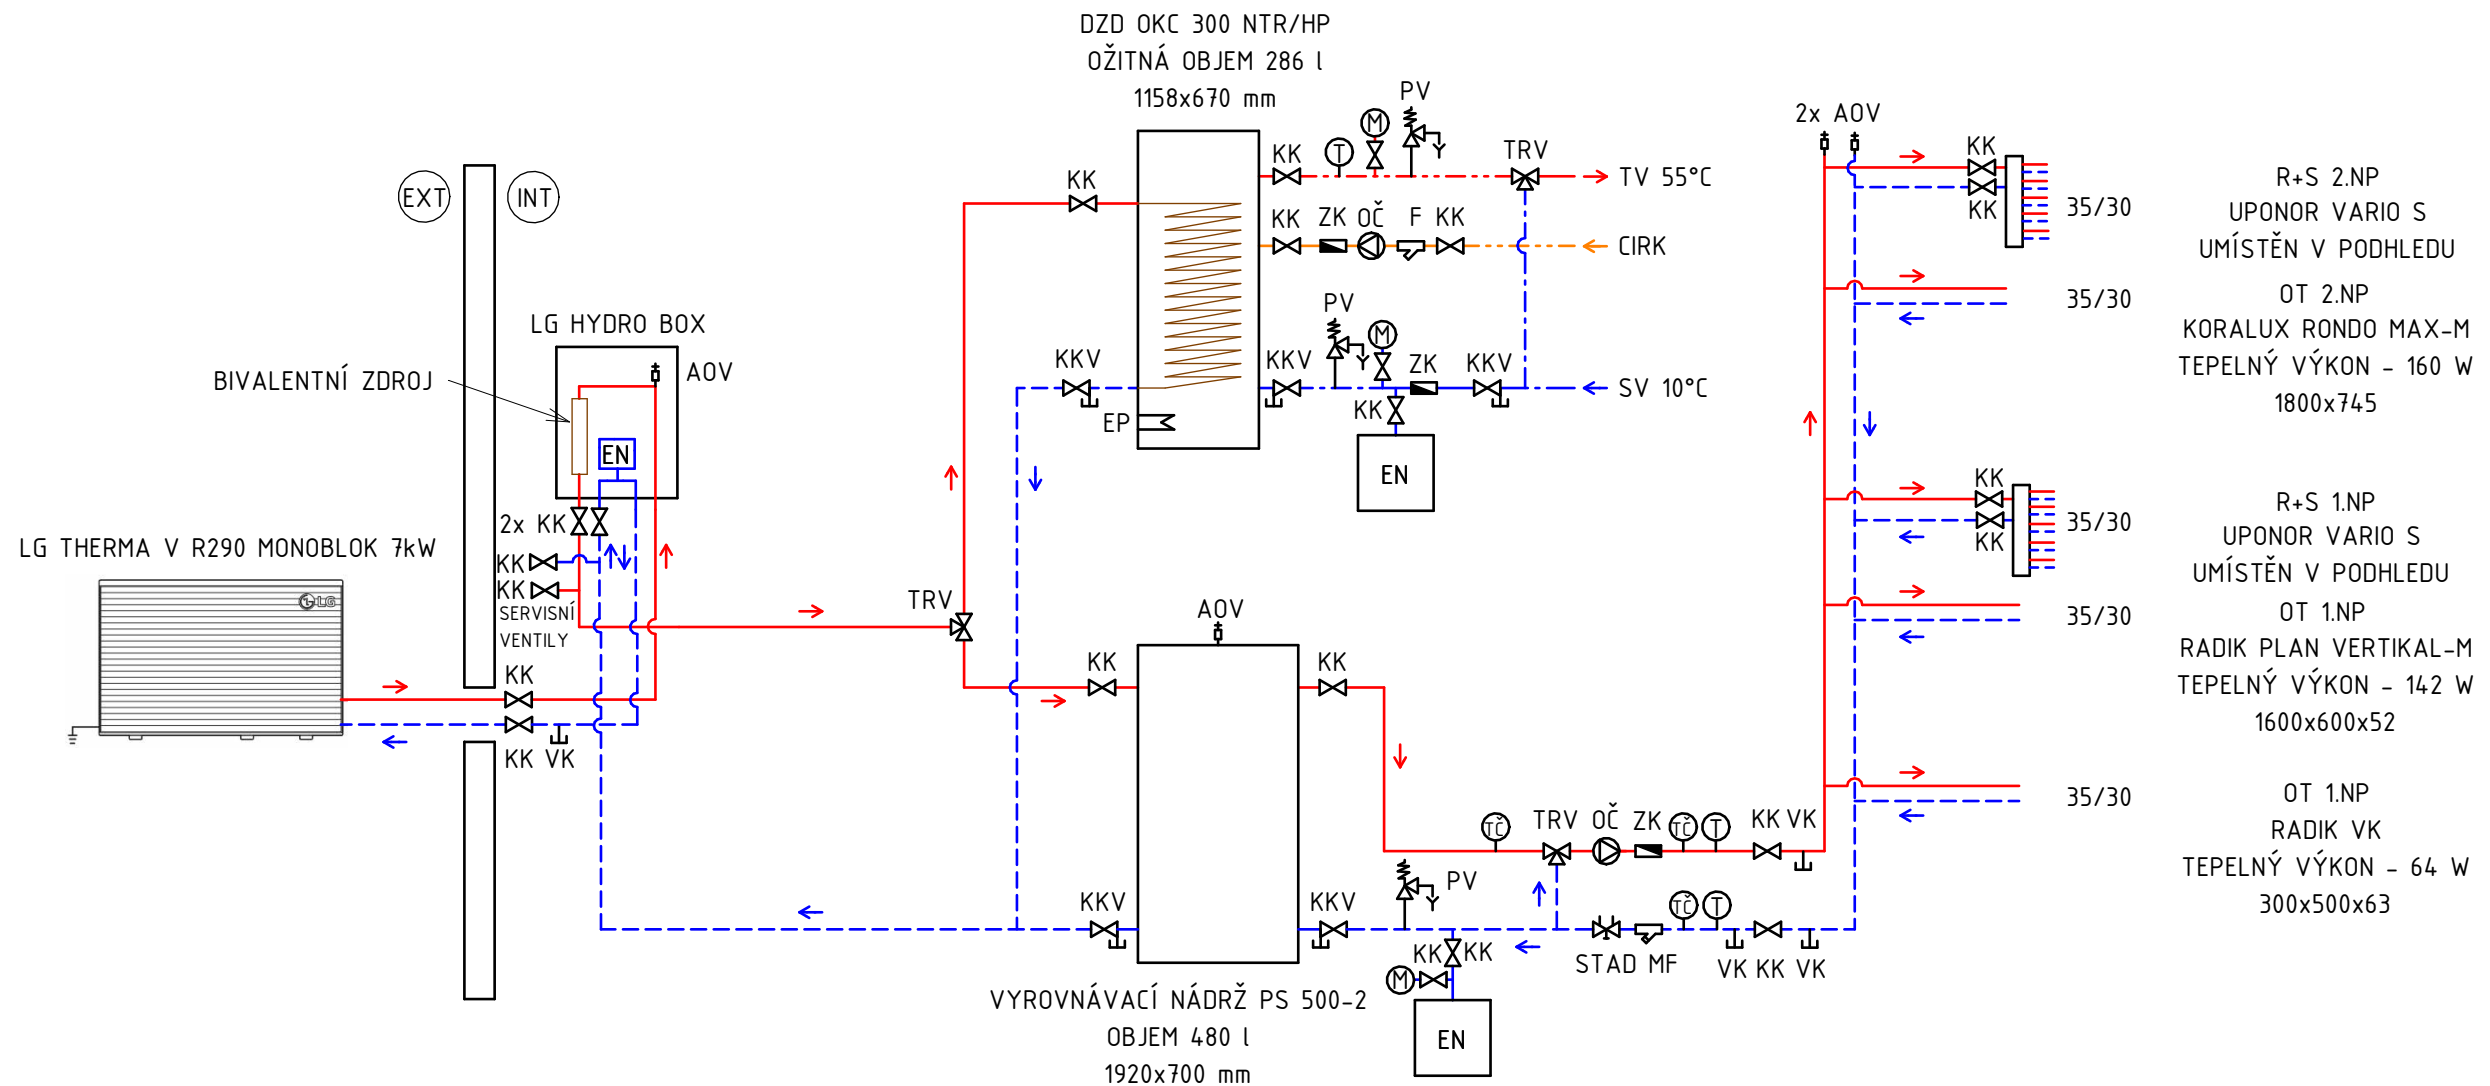 DZD OKC 300 NTR/HP
OŽITNÁ OBJEM 286 l
1158x670 mm
EXT
INT
LG HYDRO BOX
BIVALENTNÍ ZDROJ
AOV
EN
2x KK
KK
KK
SERVISNÍ
VENTILY
LG THERMA V R290 MONOBLOK 7kW
LG
KK
KK VK
TRV
KK
KKV
EP
KK
T
M
PV
TRV
TV 55°C
KK ZK OČ F KK
CIRK
PV
M
KKV
ZK
KKV
SV 10°C
KK
EN
AOV
KK
KK
KKV
KKV
VYROVNÁVACÍ NÁDRŽ PS 500-2
OBJEM 480 l
1920x700 mm
TČ
TRV OČ ZK
TČ
T
KK VK
PV
TČ
T
STAD MF
VK KK VK
KK
KK
M
EN
2x AOV
KK
KK
35/30
R+S 2.NP
UPONOR VARIO S
UMÍSTĚN V PODHLEDU
35/30
OT 2.NP
KORALUX RONDO MAX-M
TEPELNÝ VÝKON - 160 W
1800x745
KK
KK
35/30
R+S 1.NP
UPONOR VARIO S
UMÍSTĚN V PODHLEDU
35/30
OT 1.NP
RADIK PLAN VERTIKAL-M
TEPELNÝ VÝKON - 142 W
1600x600x52
35/30
OT 1.NP
RADIK VK
TEPELNÝ VÝKON - 64 W
300x500x63